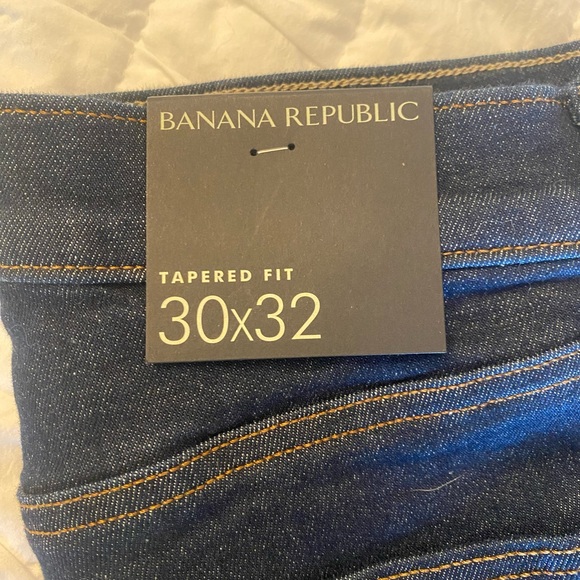 BANANA REPUBLIC
TAPERED FIT
30x32